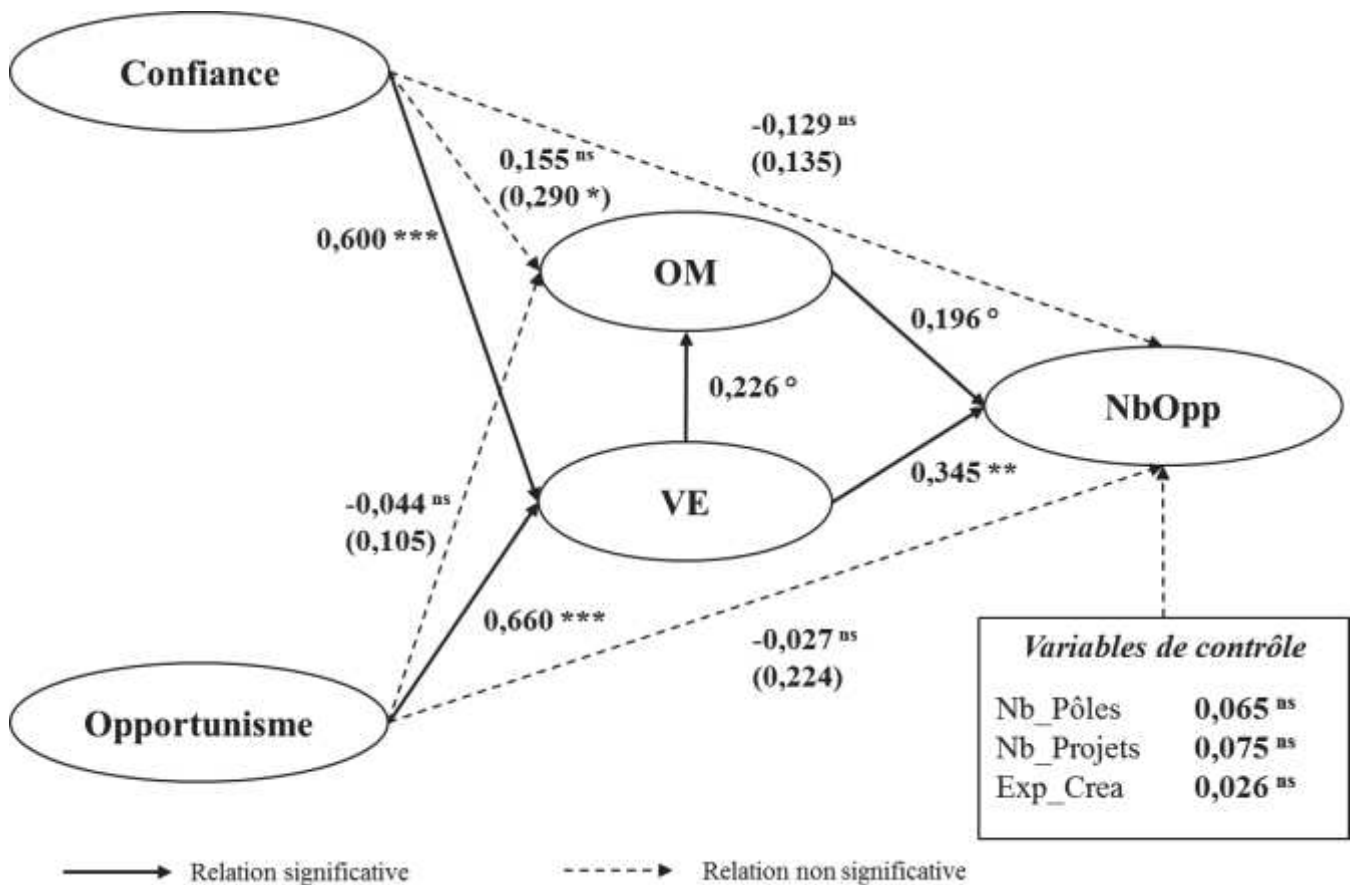 Confiance
-0,129 ns
(0,135)
0,155 ns
(0,290 *)
0,600 ***
OM
0,196 °
0,226 °
NbOpp
0,345 **
VE
-0,044 ns
(0,105)
0,660 ***
-0,027 ns
(0,224)
Opportunisme
Variables de contrôle
Nb_Pôles 0,065 ns
Nb_Projets 0,075 ns
Exp_Crea 0,026 ns
Relation significative Relation non significative